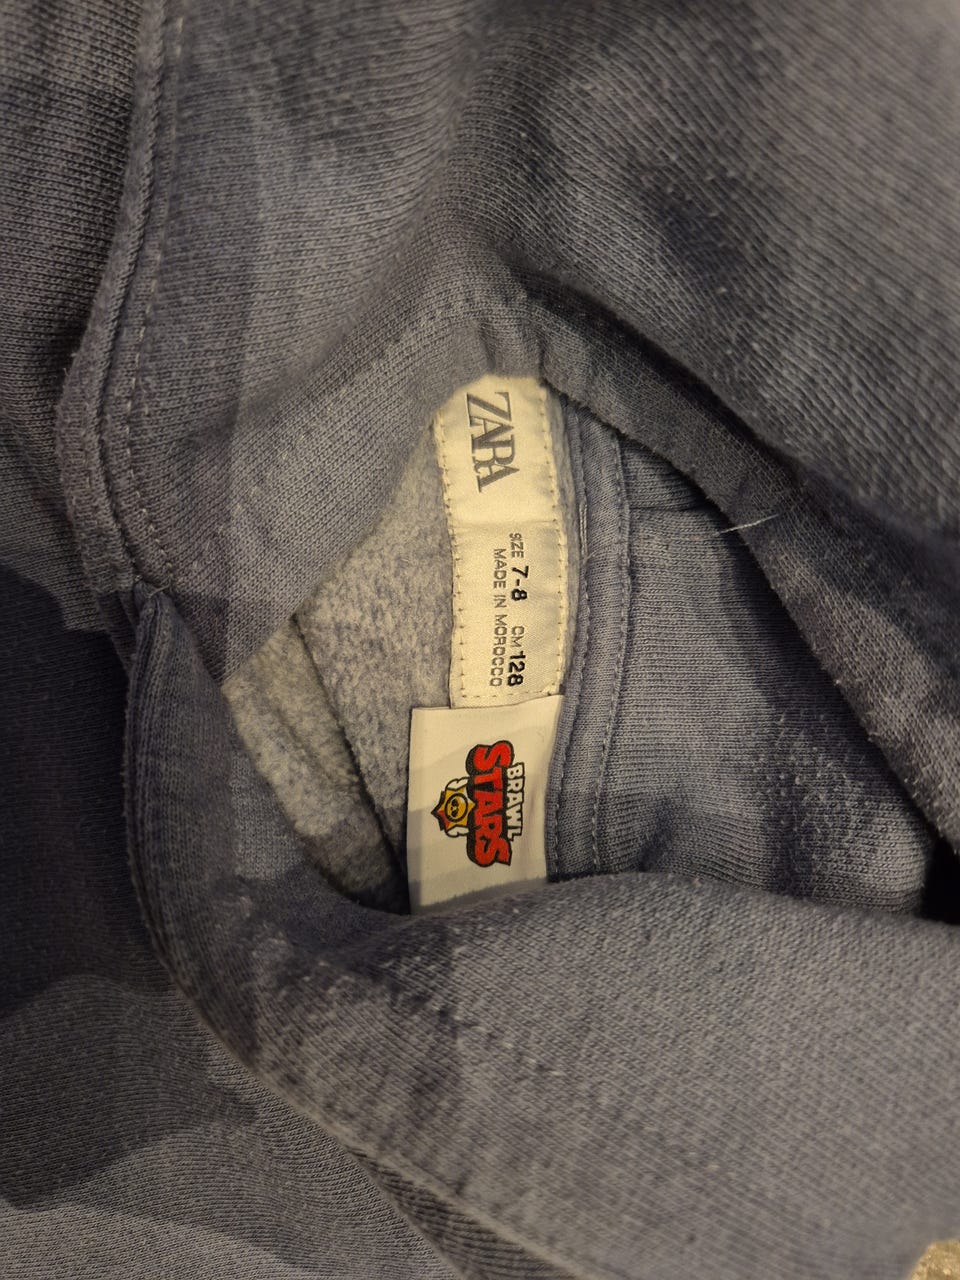 ZARA
SIZE 7-8 CM 128
MADE IN MOROCCO
BRAWL
STARS